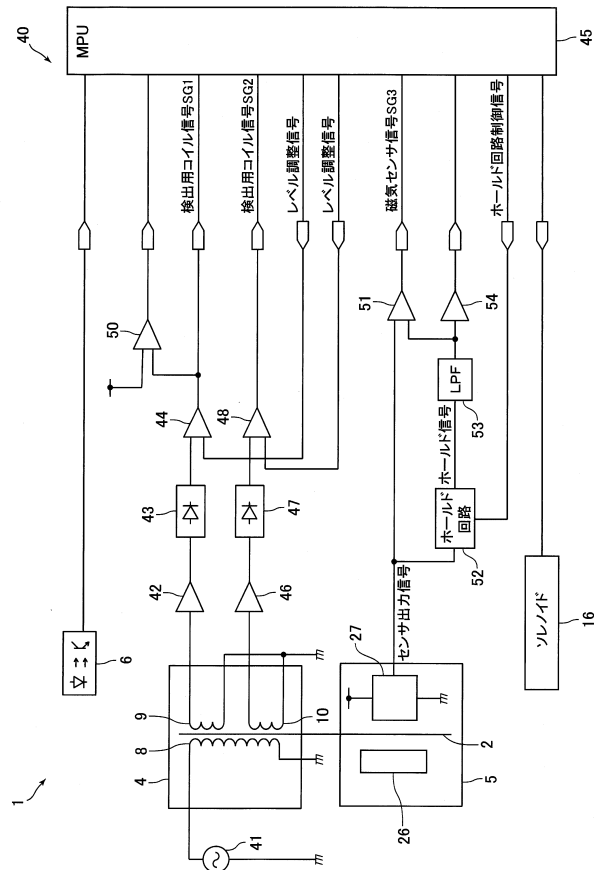 40
MPU
45
検出用コイル信号SG1
検出用コイル信号SG2
レベル調整信号
レベル調整信号
磁気センサ信号SG3
ホールド回路制御信号
50
44
48
51
54
LPF
53
ホールド信号
43
47
ホールド
回路
52
42
46
センサ出力信号
ソレノイド
16
6
27
9
10
8
4
2
5
26
41
1